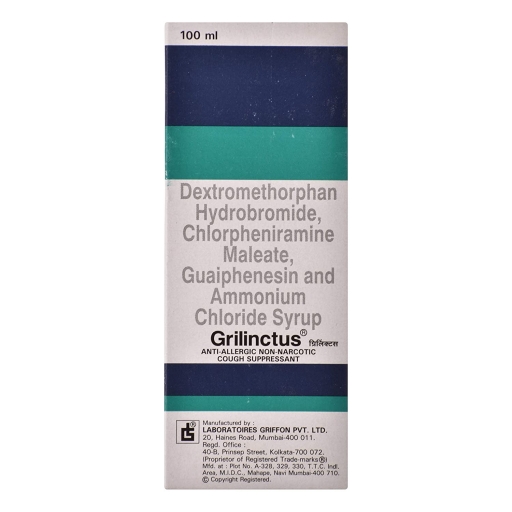 100 ml
Dextromethorphan
Hydrobromide,
Chlorpheniramine
Maleate,
Guaiphenesin and
Ammonium
Chloride Syrup
Grilinctus® ग्रिलिंक्टस
ANTI-ALLERGIC NON-NARCOTIC
COUGH SUPPRESSANT
Manufactured by :
LABORATOIRES GRIFFON PVT. LTD.
20, Haines Road, Mumbai-400 011.
Regd. Office :
40-B, Prinsep Street, Kolkata-700 072.
(Proprietor of Registered Trade-marks®)
Mfd. at : Plot No. A-328, 329, 330, T.T.C. Indl.
Area, M.I.D.C., Mahape, Navi Mumbai-400 710.
© Copyright Registered.